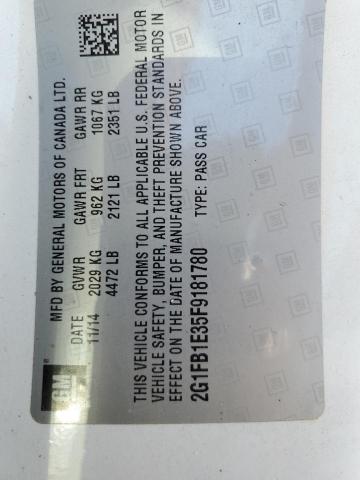 GM
MFD BY GENERAL MOTORS OF CANADA LTD.
DATE GVWR GAWR FRT GAWR RR
11/14 2029 KG 962 KG 1067 KG
4472 LB 2121 LB 2351 LB
THIS VEHICLE CONFORMS TO ALL APPLICABLE U.S. FEDERAL MOTOR
VEHICLE SAFETY, BUMPER, AND THEFT PREVENTION STANDARDS IN
EFFECT ON THE DATE OF MANUFACTURE SHOWN ABOVE.
2G1FB1E35F9181780 TYPE: PASS CAR